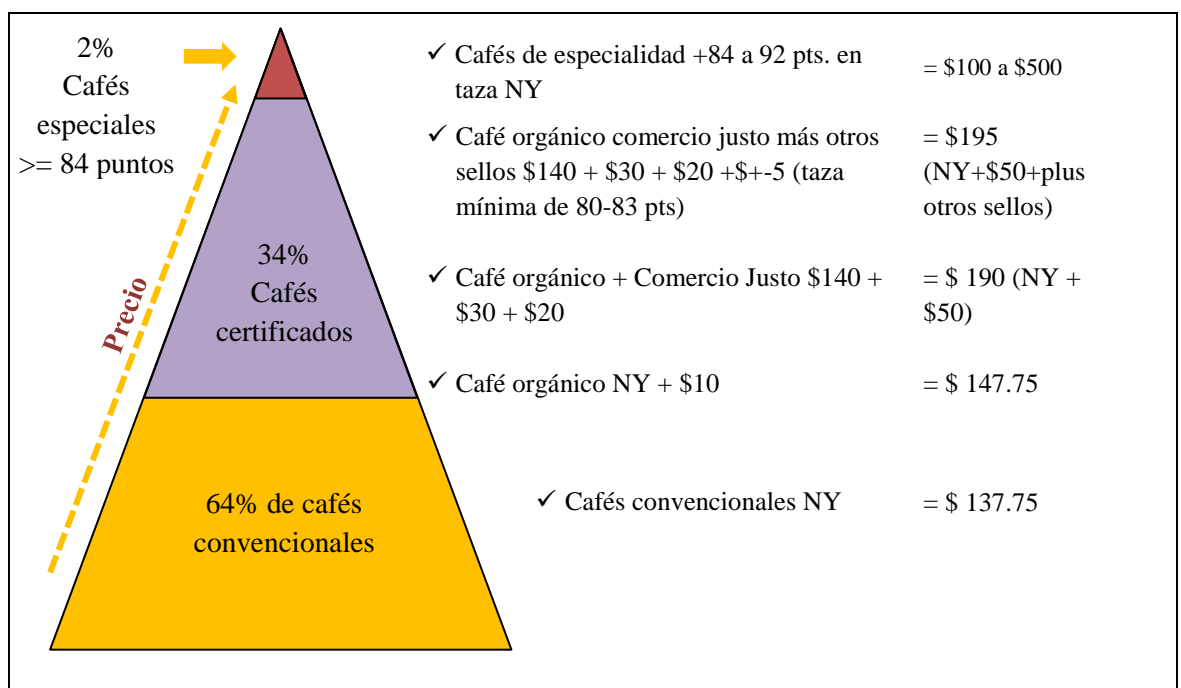 2%
Cafés
especiales
>= 84 puntos
Precio
34%
Cafés
certificados
64% de cafés
convencionales
✓ Cafés de especialidad +84 a 92 pts. en
taza NY
= $100 a $500
✓ Café orgánico comercio justo más otros
sellos $140 + $30 + $20 +$+-5 (taza
mínima de 80-83 pts)
= $195
(NY+$50+plus
otros sellos)
✓ Café orgánico + Comercio Justo $140 +
$30 + $20
= $ 190 (NY +
$50)
✓ Café orgánico NY + $10
= $ 147.75
✓ Cafés convencionales NY
= $ 137.75